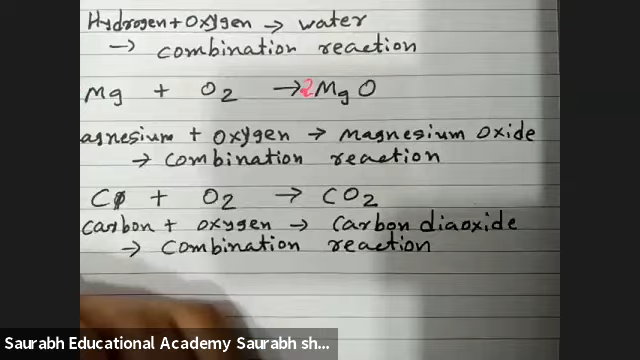 Hydrogen + Oxygen → water
→ combination reaction
Mg + O2 → 2MgO
agnesium + oxygen → Magnesium oxide
→ combination reaction
C + O2 → CO2
carbon + oxygen → carbon diaoxide
→ combination reaction
Saurabh Educational Academy Saurabh sh...